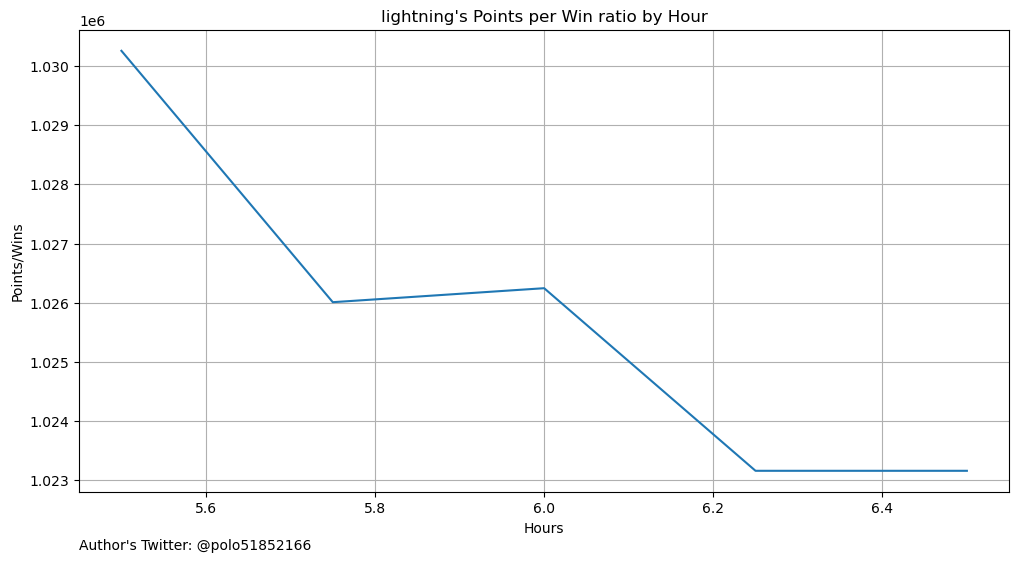 lightning's Points per Win ratio by Hour
1e6
1.030
1.029
1.028
1.027
1.026
1.025
1.024
1.023
Points/Wins
5.6 5.8 6.0 6.2 6.4
Hours
Author's Twitter: @polo51852166